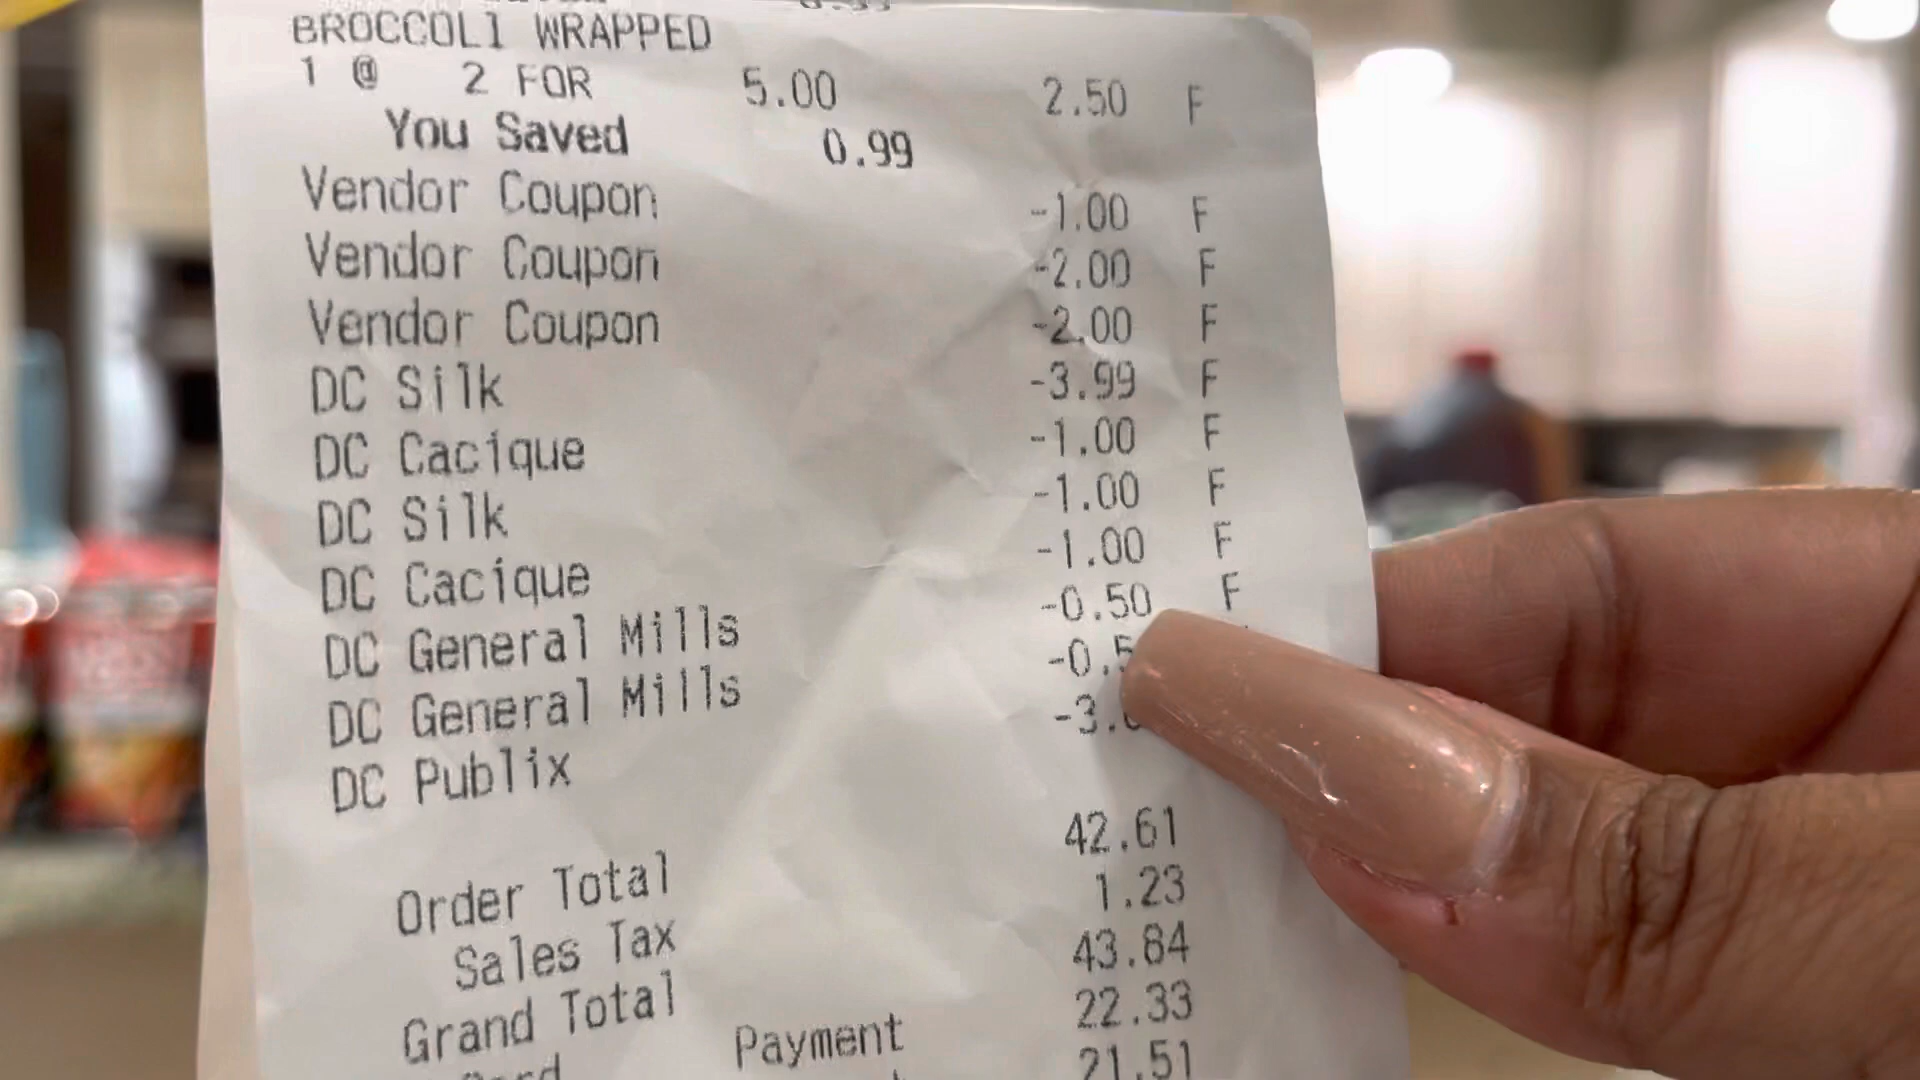 BROCCOLI WRAPPED
1 @ 2 FOR 5.00 2.50 F
You Saved 0.99
Vendor Coupon -1.00 F
Vendor Coupon -2.00 F
Vendor Coupon -2.00 F
DC Silk -3.99 F
DC Cacique -1.00 F
DC Silk -1.00 F
DC Cacique -1.00 F
DC General Mills -0.50 F
DC General Mills -0.5
DC Publix
Order Total 42.61
Sales Tax 1.23
Grand Total 43.84
Payment 22.33
21.51